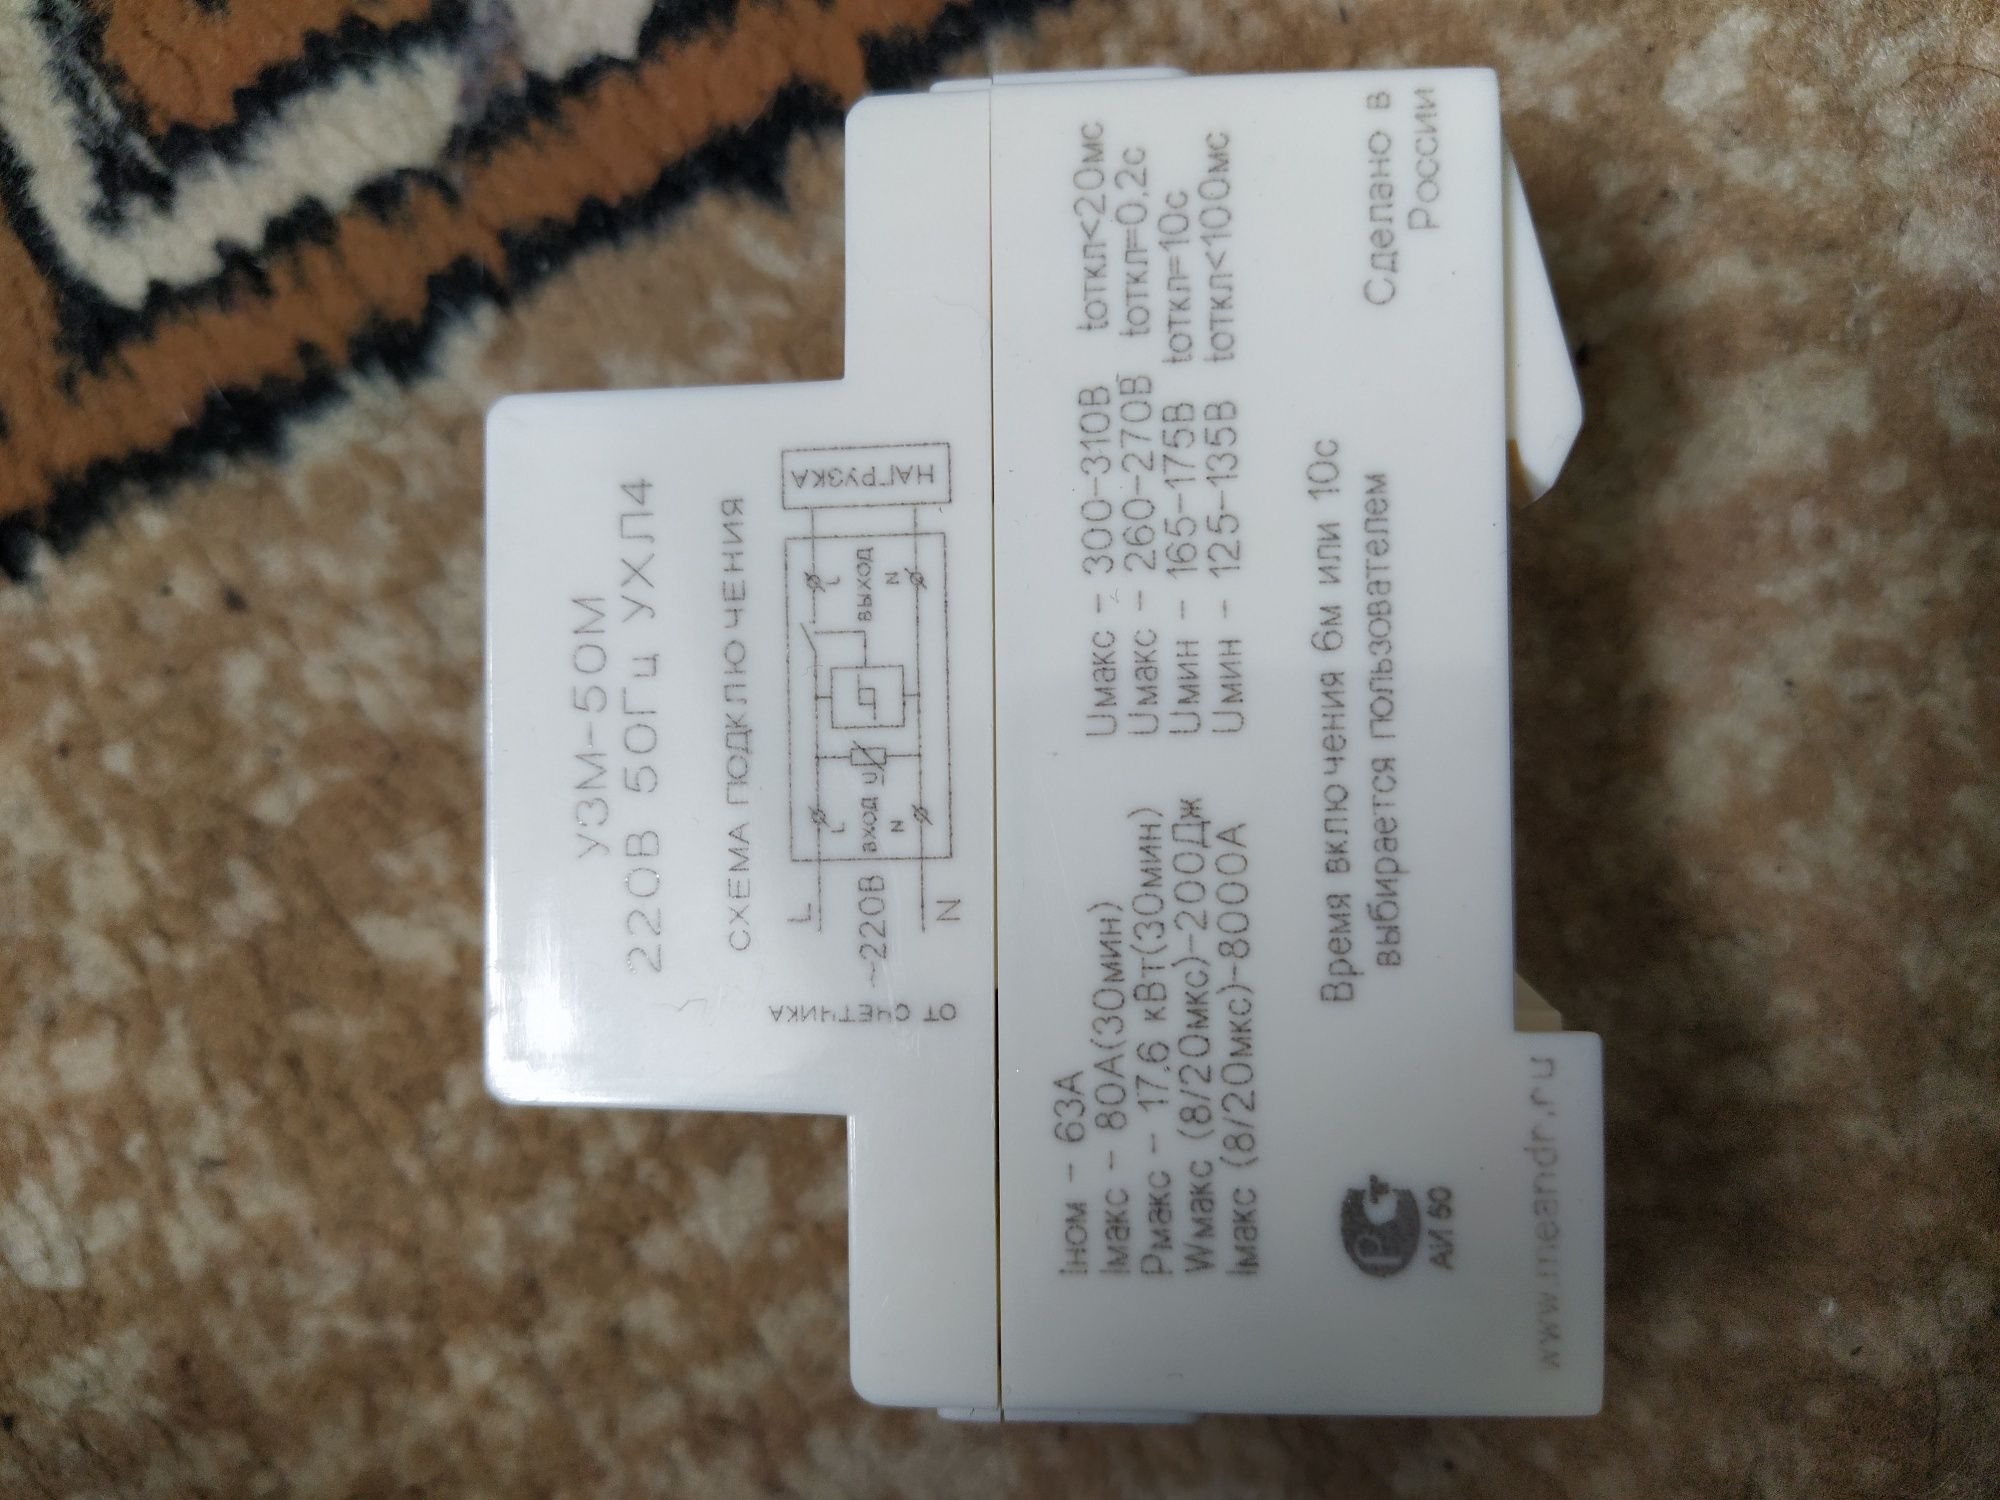 УЗМ-50М
220В 50Гц УХЛ4
СХЕМА ПОДКЛЮЧЕНИЯ
ОТ СЧЕТЧИКА
L
~220В
N
L
ВХОД U
N
L
ВЫХОД
N
НАГРУЗКА
Iном - 63А
Iмакс - 80А(30мин)
Pмакс - 17.6 кВт(30мин)
Wмакс (8/20мкс)-200Дж
Iмакс (8/20мкс)-8000А
Uмакс - 300-310В tоткл<20мс
Uмакс - 260-270В tоткл=0,2с
Uмин - 165-175В tоткл=10с
Uмин - 125-135В tоткл<100мс
Время включения 6м или 10с
выбирается пользователем
РСТ
АИ 50
Сделано в
России
www.meandr.ru